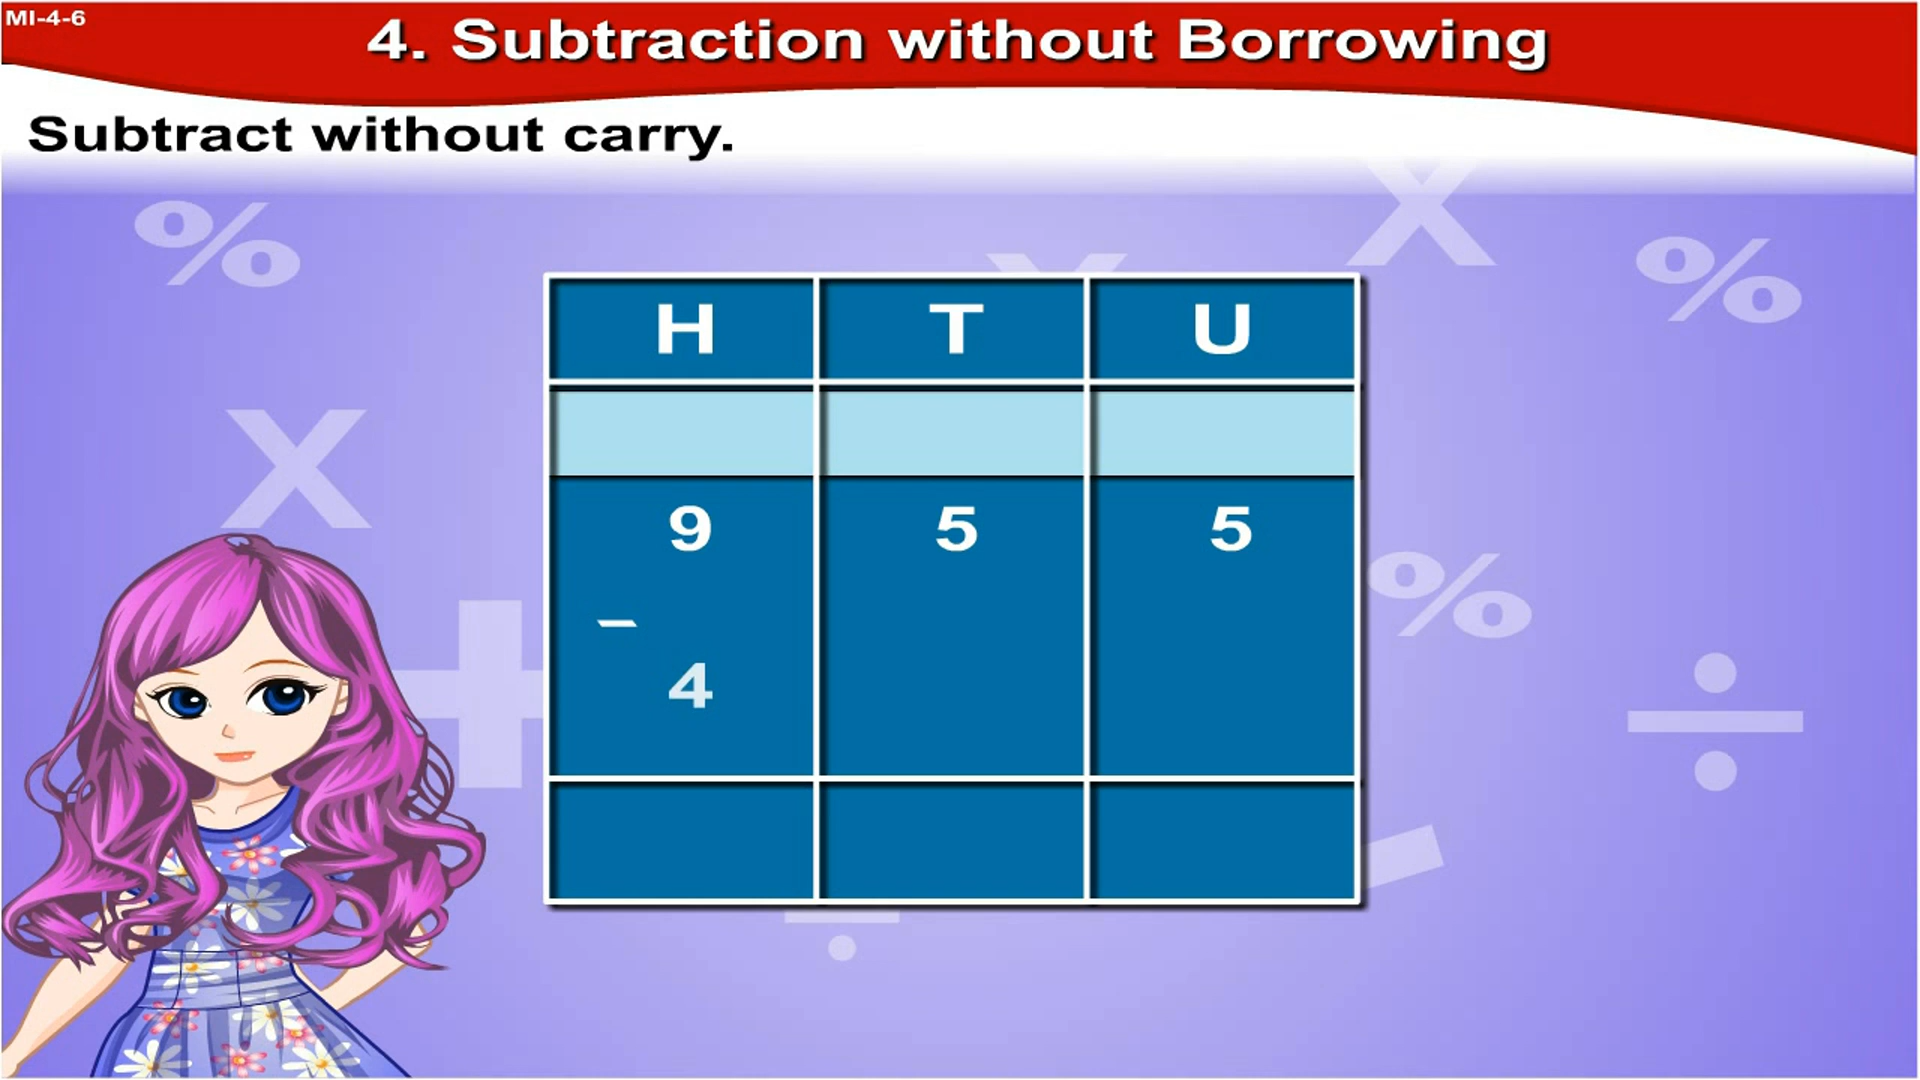 MI-4-6
4. Subtraction without Borrowing
Subtract without carry.
H T U
9 5 5
–
4